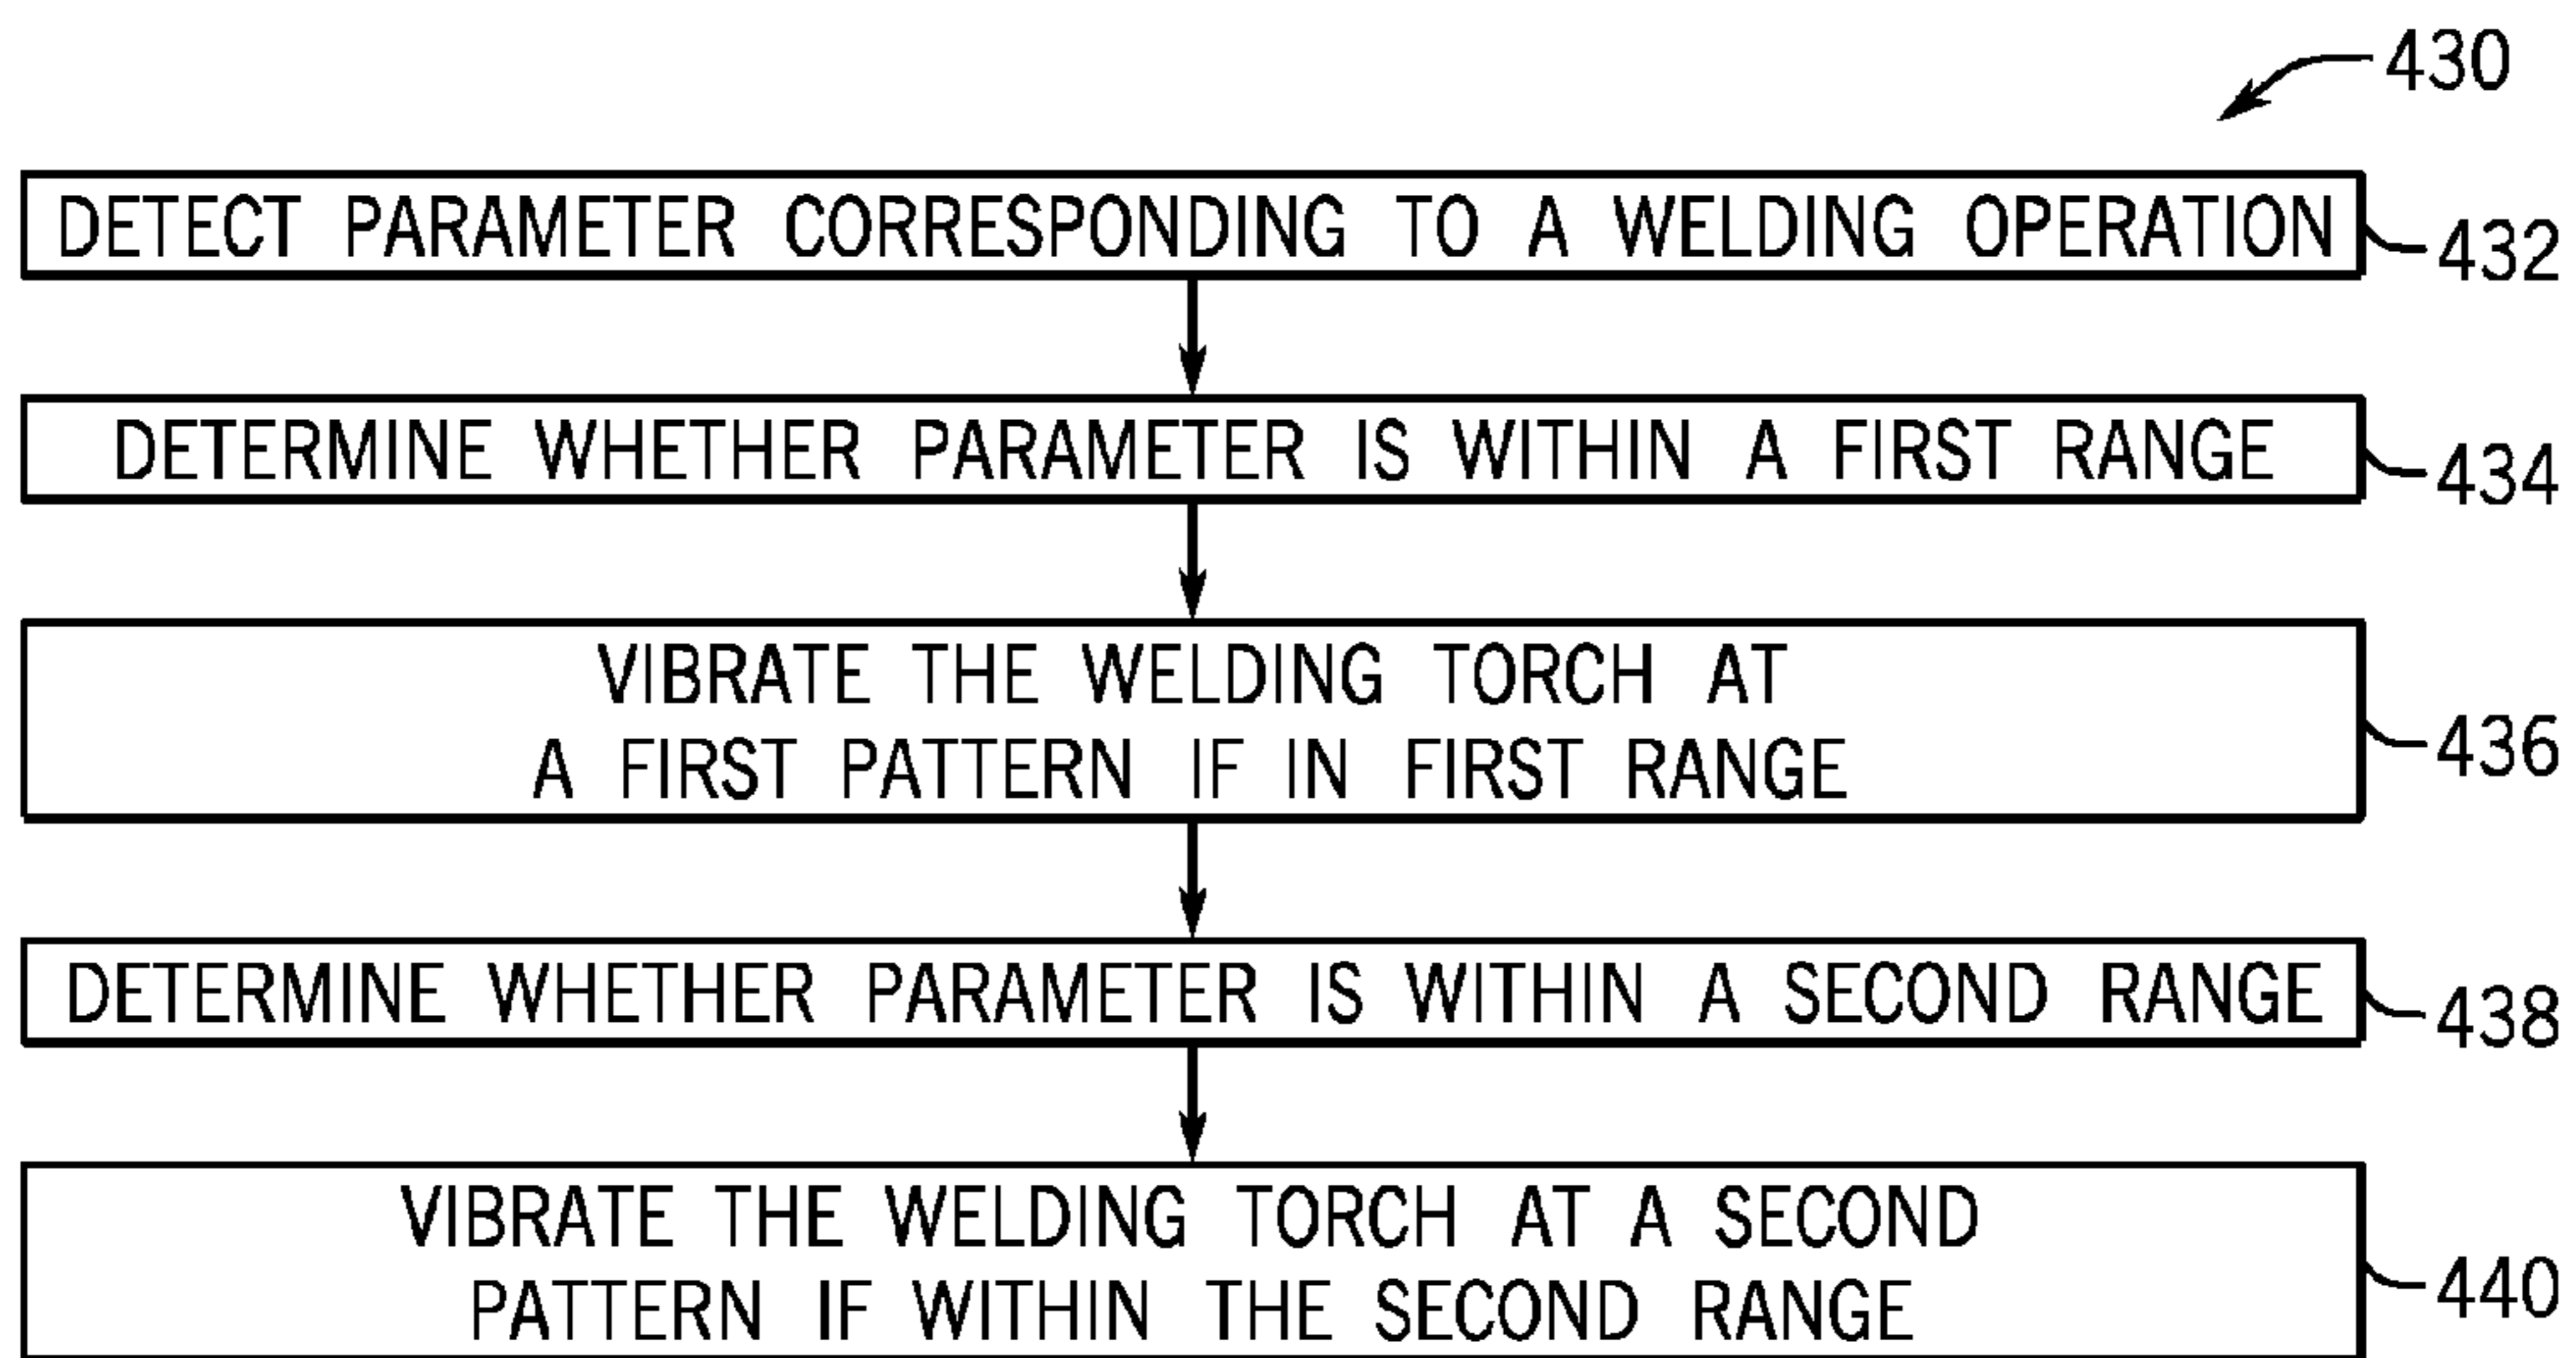 430
DETECT PARAMETER CORRESPONDING TO A WELDING OPERATION
432
DETERMINE WHETHER PARAMETER IS WITHIN A FIRST RANGE
434
VIBRATE THE WELDING TORCH AT
A FIRST PATTERN IF IN FIRST RANGE
436
DETERMINE WHETHER PARAMETER IS WITHIN A SECOND RANGE
438
VIBRATE THE WELDING TORCH AT A SECOND
PATTERN IF WITHIN THE SECOND RANGE
440